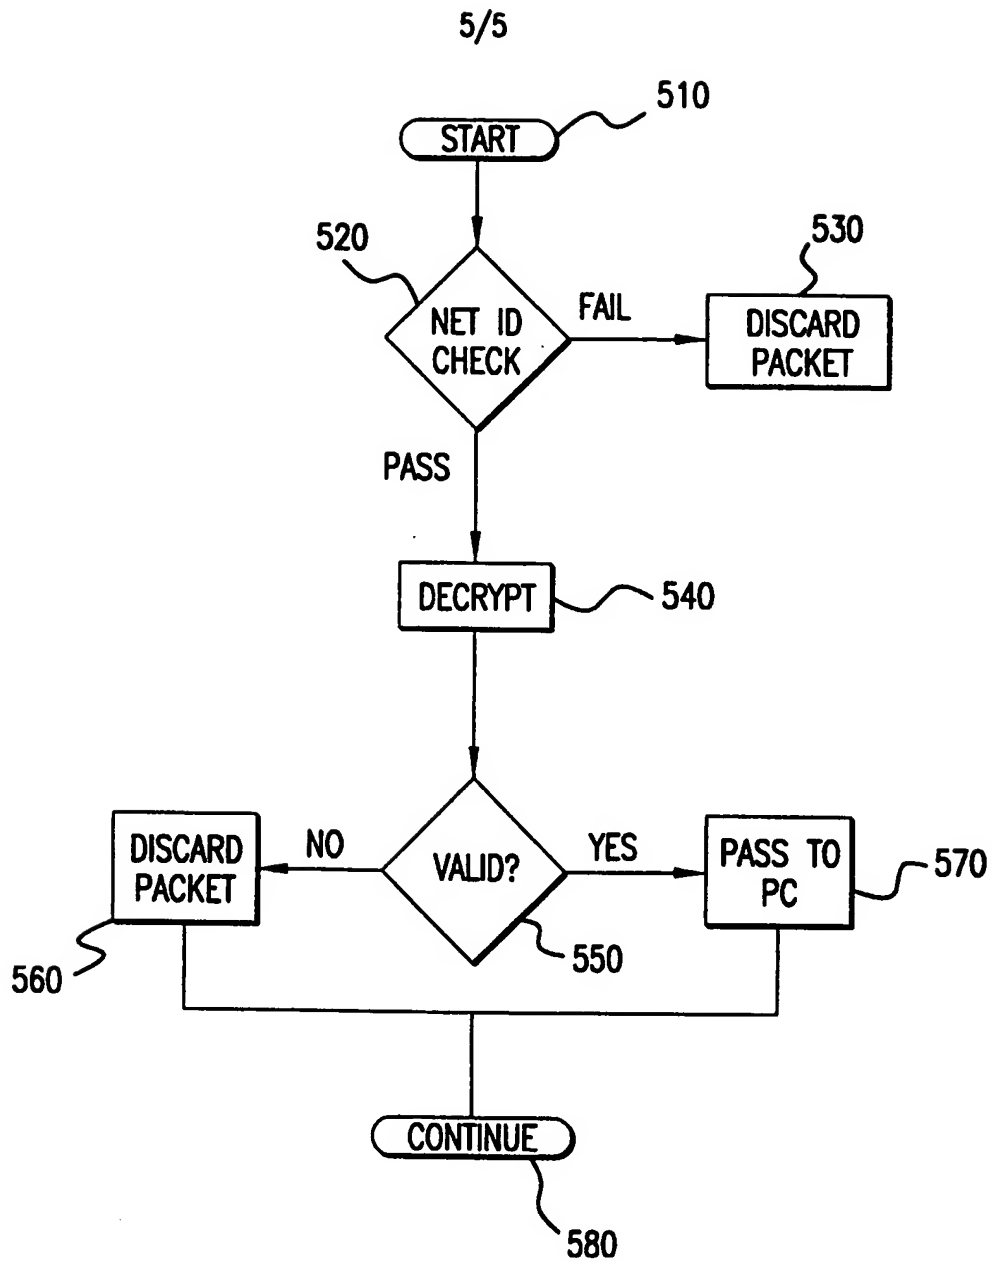 5/5
510
START
520
530
NET ID
CHECK
FAIL
DISCARD
PACKET
PASS
DECRYPT
540
DISCARD
PACKET
NO
VALID?
YES
PASS TO
PC
570
560
550
CONTINUE
580